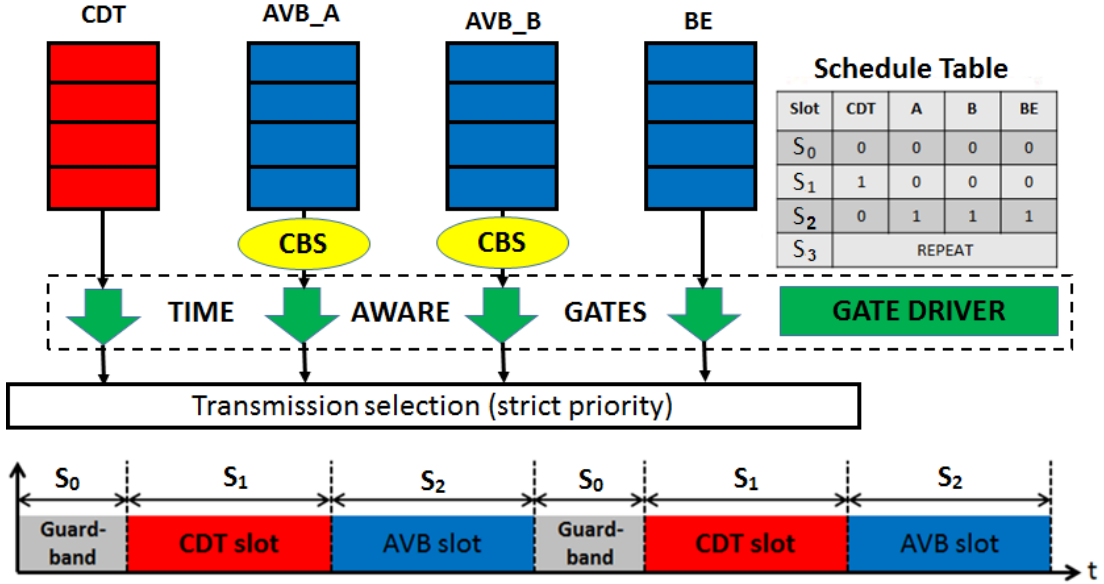 CDT AVB_A AVB_B BE
Schedule Table
Slot CDT A B BE
S0 0 0 0 0
S1 1 0 0 0
S2 0 1 1 1
S3 REPEAT
CBS CBS
TIME AWARE GATES GATE DRIVER
Transmission selection (strict priority)
S0 S1 S2 S0 S1 S2
Guard-
band
CDT slot AVB slot
Guard-
band
CDT slot AVB slot
t